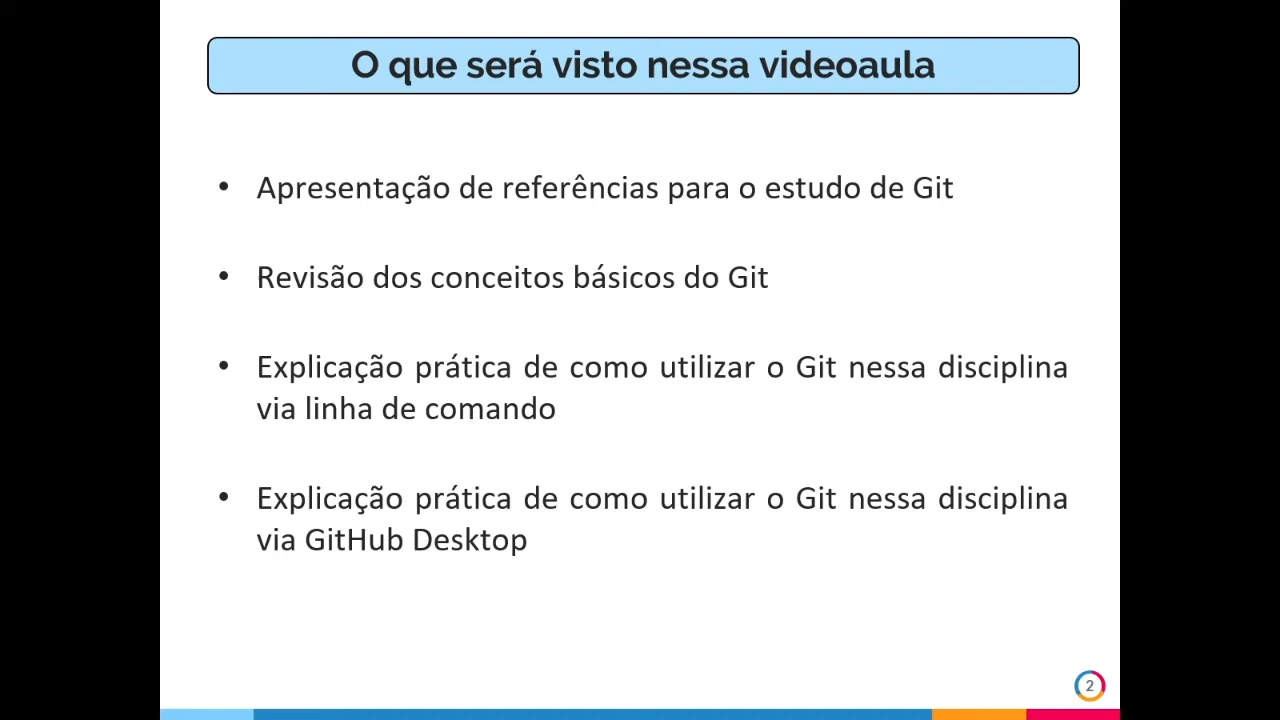 O que será visto nessa videoaula
• Apresentação de referências para o estudo de Git
• Revisão dos conceitos básicos do Git
• Explicação prática de como utilizar o Git nessa disciplina
via linha de comando
• Explicação prática de como utilizar o Git nessa disciplina
via GitHub Desktop
2